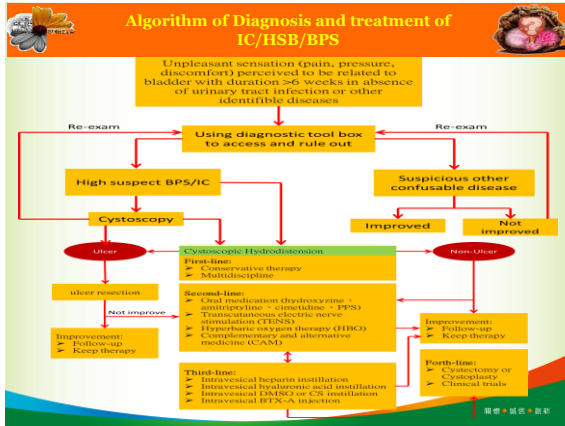 Algorithm of Diagnosis and treatment of
IC/HSB/BPS
Unpleasant sensation (pain, pressure,
discomfort) perceived to be related to
bladder with duration >6 weeks in absence
of urinary tract infection or other
identifible diseases
Re-exam
Re-exam
Using diagnostic tool box
to access and rule out
High suspect BPS/IC
Suspicious other
confusable disease
Cystoscopy
Improved
Not
improved
Ulcer
Cystoscopic Hydrodistension
Non-Ulcer
First-line:
➢ Conservative therapy
➢ Multidiscipline
ulcer resection
Not improve
Second-line:
➢ Oral medication (hydroxyzine、
amitriptyline、cimetidine、PPS)
➢ Transcutaneous electric nerve
stimulation (TENS)
➢ Hyperbaric oxygen therapy (HBO)
➢ Complementary and alternative
medicine (CAM)
Improvement:
➢ Follow-up
➢ Keep therapy
Improvement:
➢ Follow-up
➢ Keep therapy
Third-line:
➢ Intravesical heparin instillation
➢ Intravesical hyaluronic acid instillation
➢ Intravesical DMSO or CS instillation
➢ Intravesical BTX-A injection
Forth-line:
➢ Cystectomy or
Cystoplasty
➢ Clinical trials
關懷✦誠信✦創新